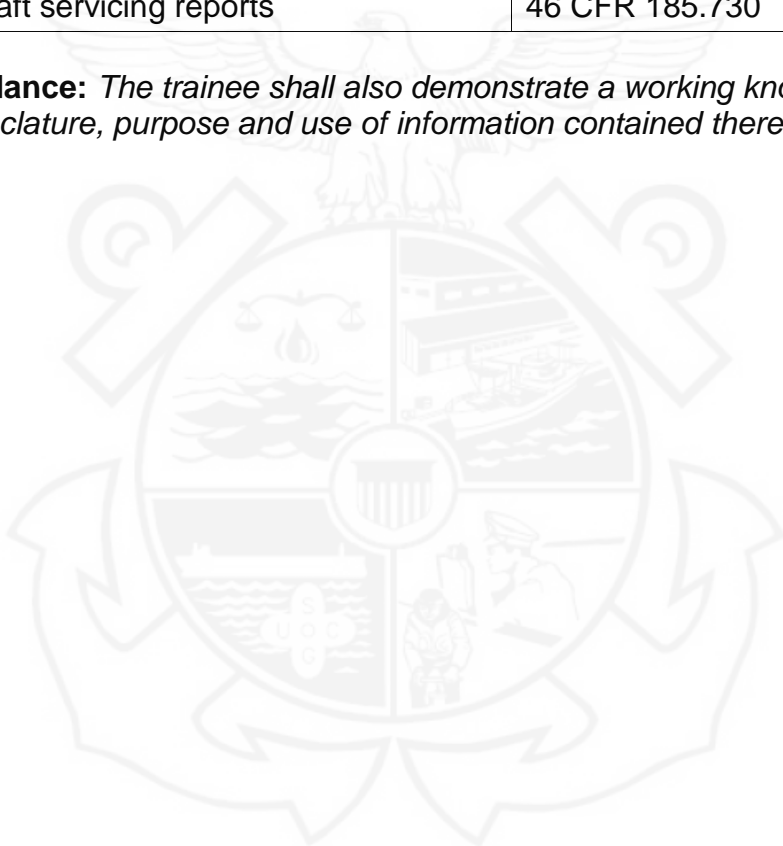 aft servicing reports 46 CFR 185.730
lance: The trainee shall also demonstrate a working kno
clature, purpose and use of information contained there
S
U O C
G